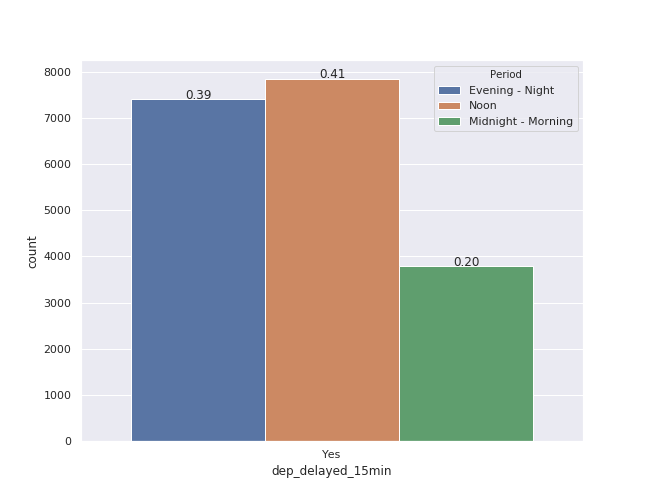 8000
7000
6000
5000
4000
3000
2000
1000
0
count
0.39
0.41
0.20
Period
Evening - Night
Noon
Midnight - Morning
Yes
dep_delayed_15min